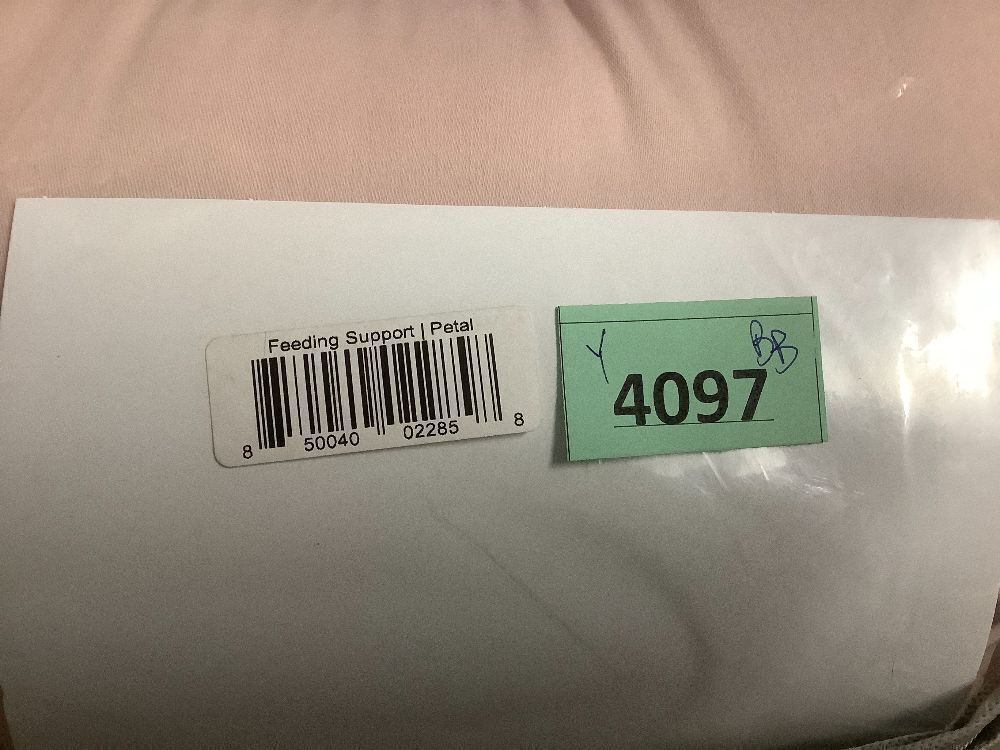 Feeding Support | Petal
8 50040 02285 8
Y BB
4097